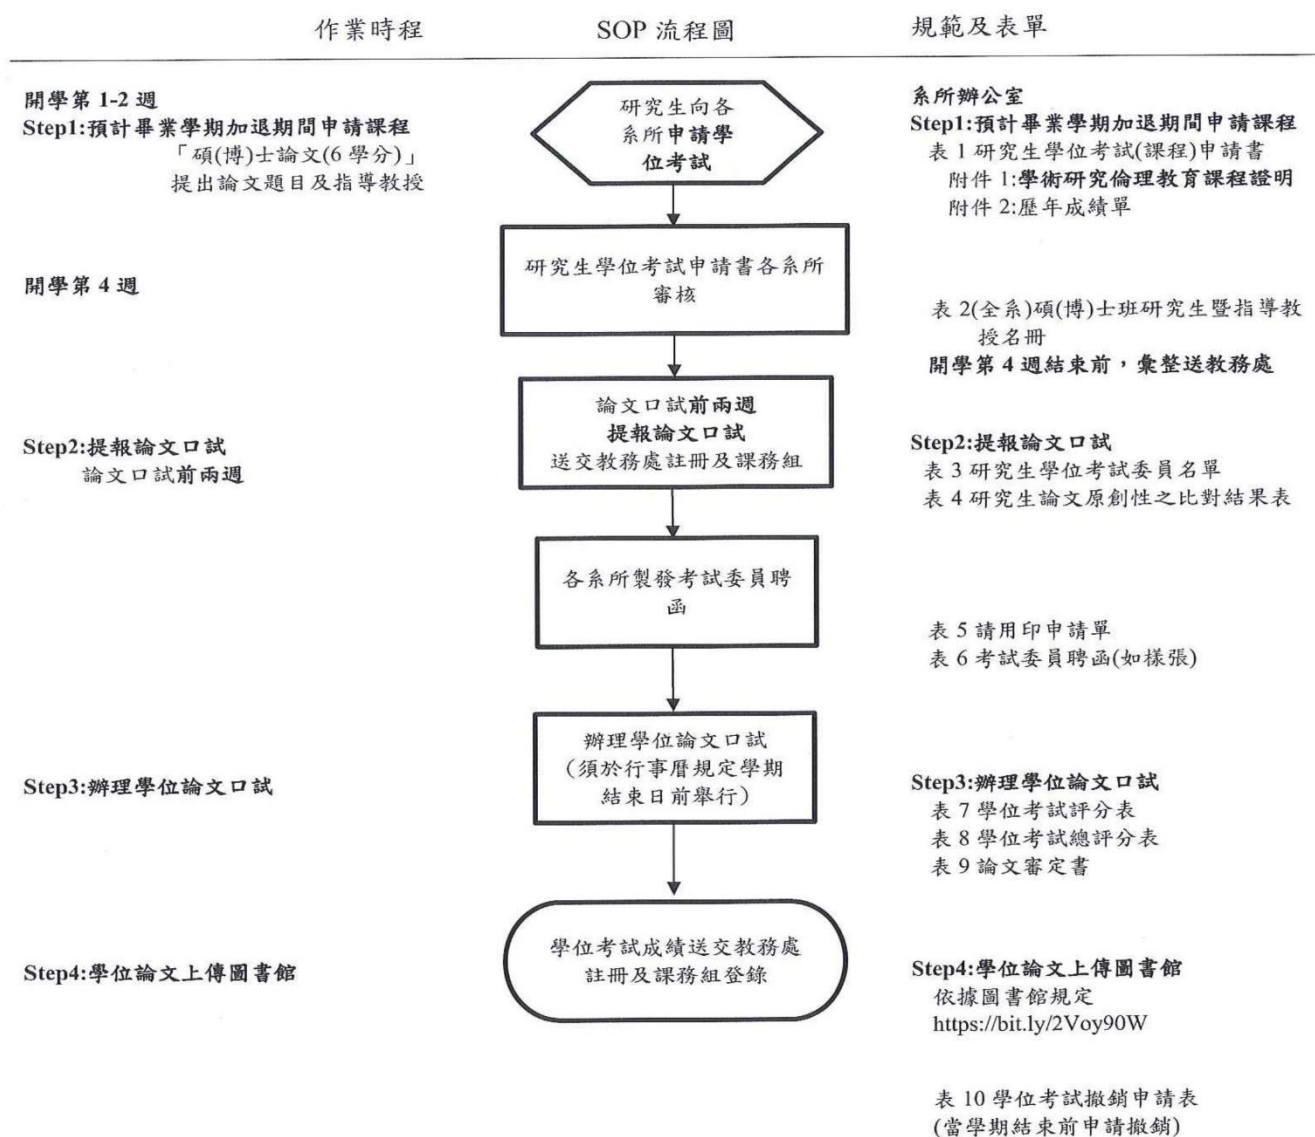 作業時程
SOP 流程圖
規範及表單
開學第 1-2 週
Step1:預計畢業學期加退期間申請課程
「碩(博)士論文(6 學分)」
提出論文題目及指導教授
開學第 4 週
Step2:提報論文口試
論文口試前兩週
Step3:辦理學位論文口試
Step4:學位論文上傳圖書館
研究生向各
系所申請學
位考試
研究生學位考試申請書各系所
審核
論文口試前兩週
提報論文口試
送交教務處註冊及課務組
各系所製發考試委員聘
函
辦理學位論文口試
(須於行事曆規定學期
結束日前舉行)
學位考試成績送交教務處
註冊及課務組登錄
系所辦公室
Step1:預計畢業學期加退期間申請課程
表 1 研究生學位考試(課程)申請書
附件 1:學術研究倫理教育課程證明
附件 2:歷年成績單
表 2(全系)碩(博)士班研究生暨指導教
授名冊
開學第 4 週結束前，彙整送教務處
Step2:提報論文口試
表 3 研究生學位考試委員名單
表 4 研究生論文原創性之比對結果表
表 5 請用印申請單
表 6 考試委員聘函(如樣張)
Step3:辦理學位論文口試
表 7 學位考試評分表
表 8 學位考試總評分表
表 9 論文審定書
Step4:學位論文上傳圖書館
依據圖書館規定
https://bit.ly/2Voy90W
表 10 學位考試撤銷申請表
(當學期結束前申請撤銷)